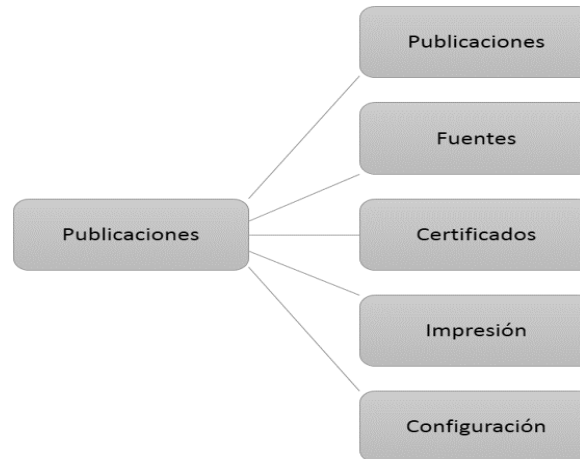 Publicaciones
Publicaciones
Fuentes
Certificados
Impresión
Configuración